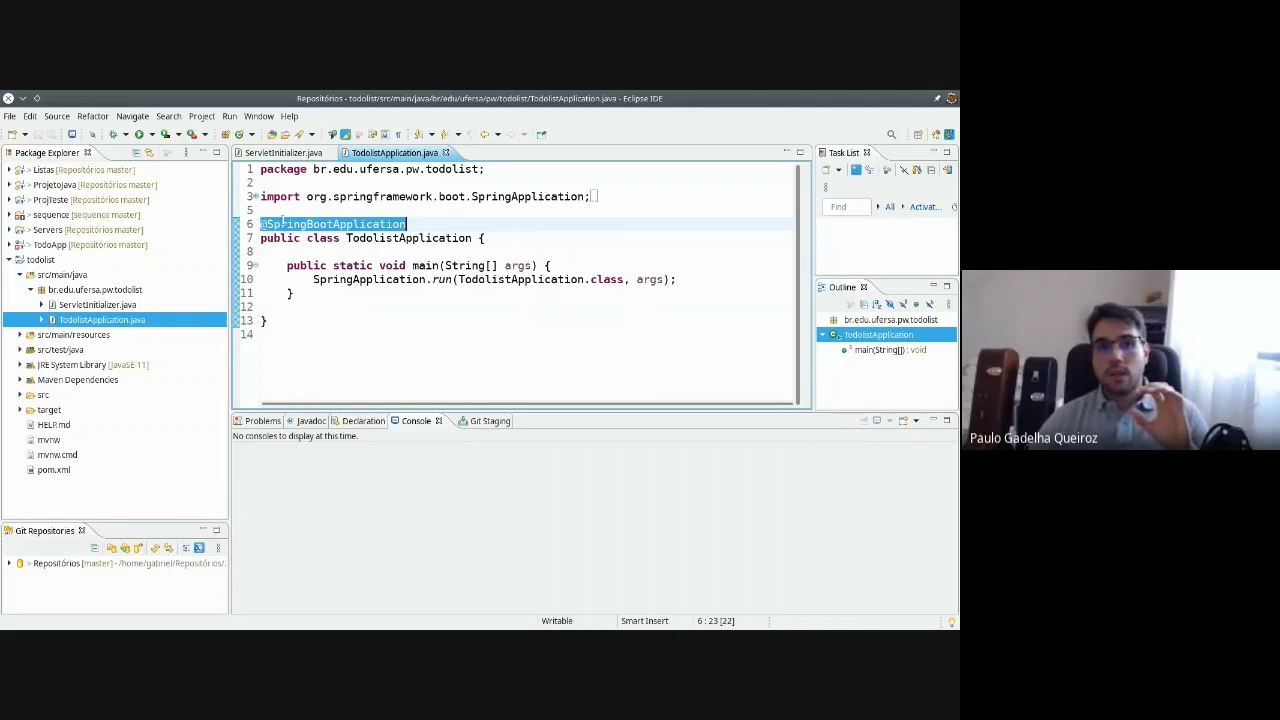 Repositórios - todolist/src/main/java/br/edu/ufersa/pw/todolist/TodolistApplication.java - Eclipse IDE
File Edit Source Refactor Navigate Search Project Run Window Help
Package Explorer
> Listas [Repositórios master]
> ProjetoJava [Repositórios master]
> ProjTeste [Repositórios master]
> sequence [sequence master]
> Servers [Repositórios master]
> TodoApp [Repositórios master]
todolist
src/main/java
br.edu.ufersa.pw.todolist
ServletInitializer.java
TodolistApplication.java
src/main/resources
src/test/java
JRE System Library [JavaSE-11]
Maven Dependencies
src
target
HELP.md
mvnw
mvnw.cmd
pom.xml
Git Repositories
> Repositórios [master] - /home/gabriel/Repositórios/.
ServletInitializer.java TodolistApplication.java
1 package br.edu.ufersa.pw.todolist;
2
3 import org.springframework.boot.SpringApplication;
5
6 @SpringBootApplication
7 public class TodolistApplication {
8
9 public static void main(String[] args) {
10 SpringApplication.run(TodolistApplication.class, args);
11 }
12
13 }
14
Problems Javadoc Declaration Console Git Staging
No consoles to display at this time.
Task List
Find All Activat...
Outline
br.edu.ufersa.pw.todolist
TodolistApplication
main(String[]) : void
Writable Smart Insert 6 : 23 [22]
Paulo Gadelha Queiroz